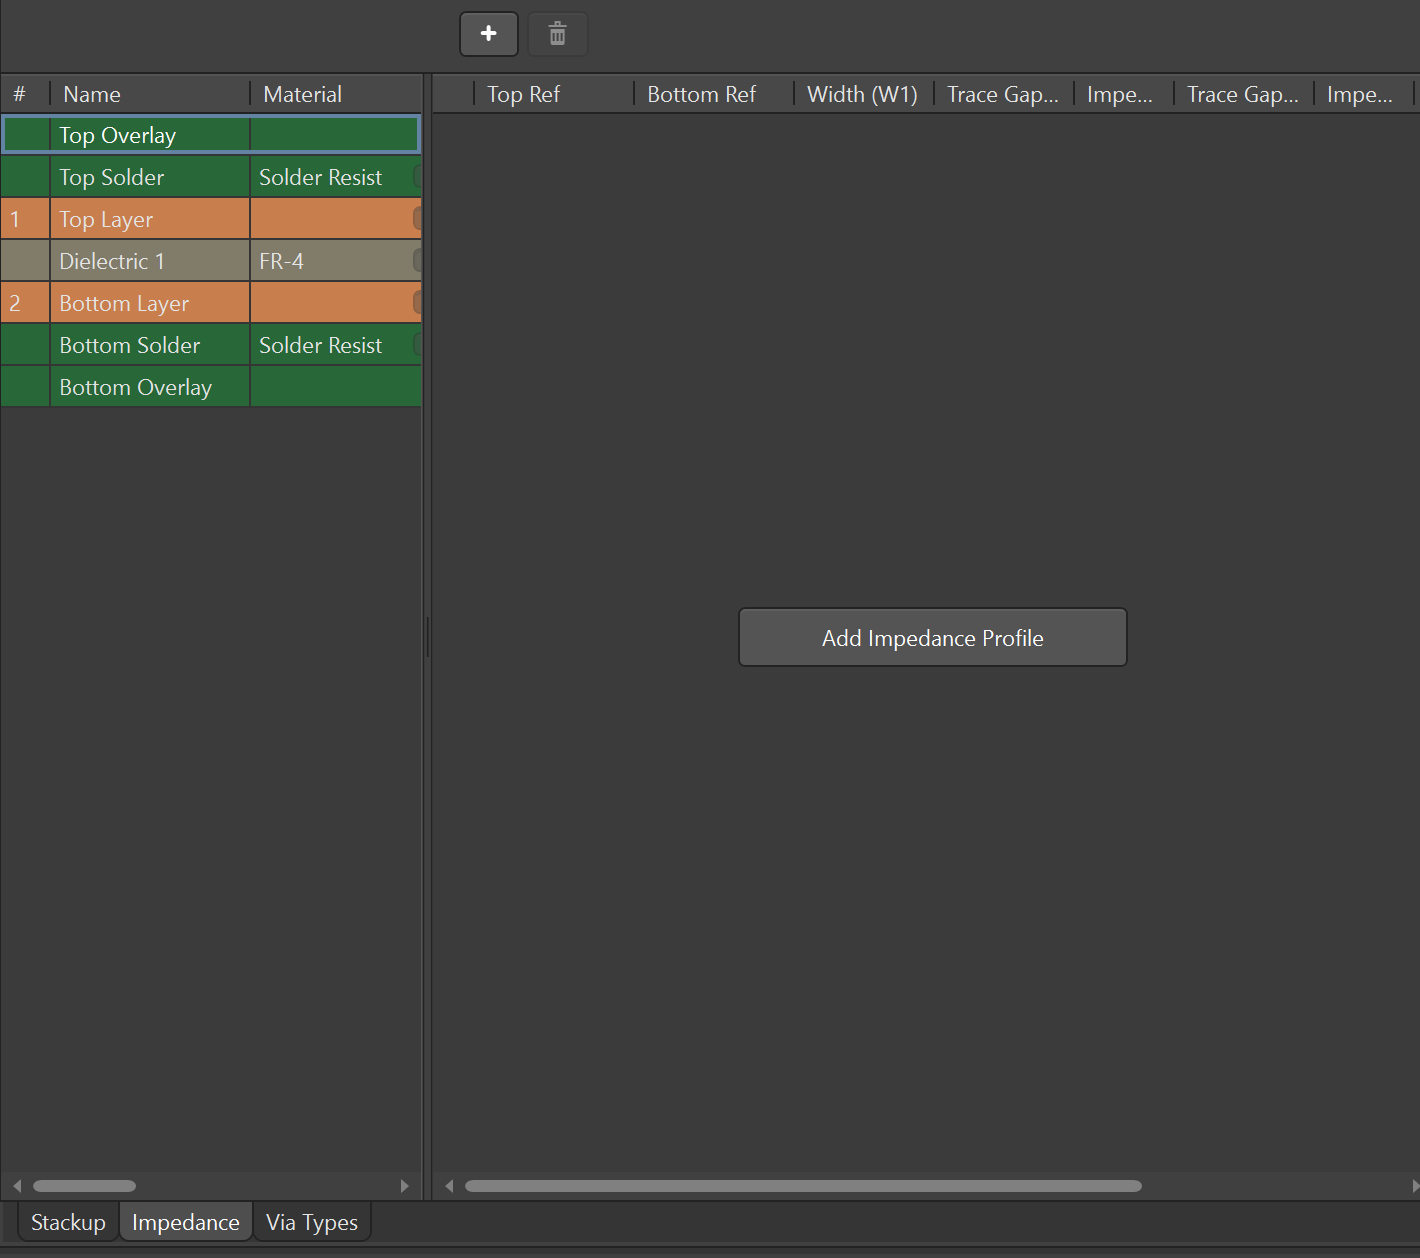 # Name Material Top Ref Bottom Ref Width (W1) Trace Gap... Impe... Trace Gap... Impe...
Top Overlay
Top Solder Solder Resist
1 Top Layer
Dielectric 1 FR-4
2 Bottom Layer
Bottom Solder Solder Resist
Bottom Overlay
Add Impedance Profile
Stackup Impedance Via Types